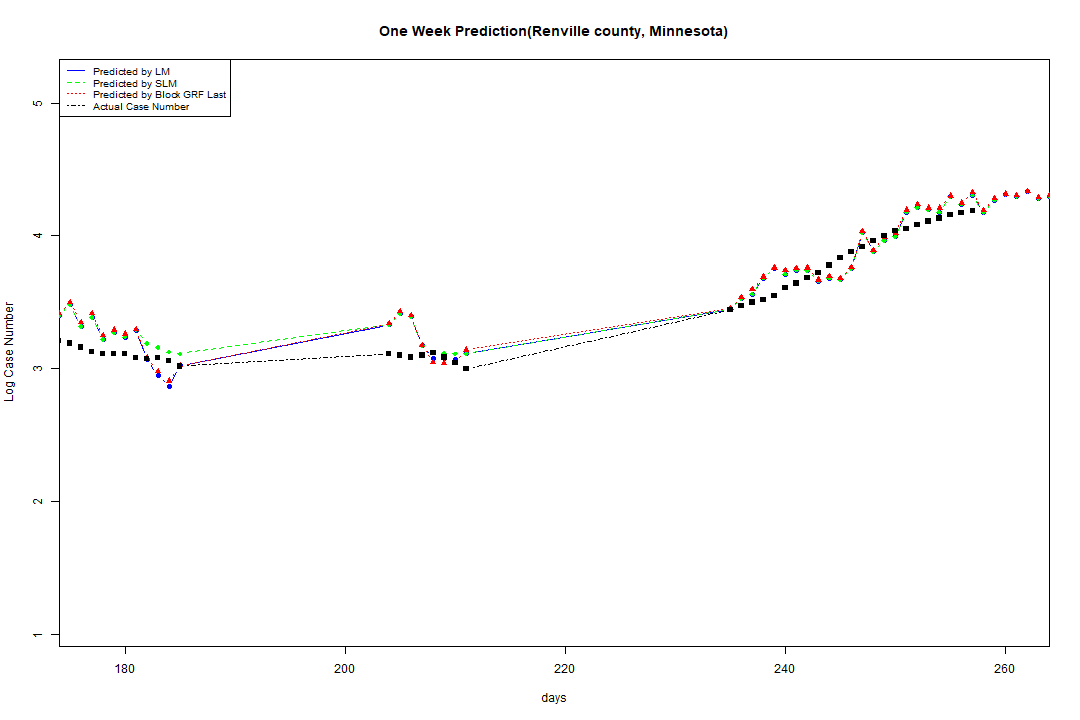 One Week Prediction(Renville county, Minnesota)
Predicted by LM
Predicted by SLM
Predicted by Block GRF Last
Actual Case Number
5
4
3
2
1
Log Case Number
180 200 220 240 260
days